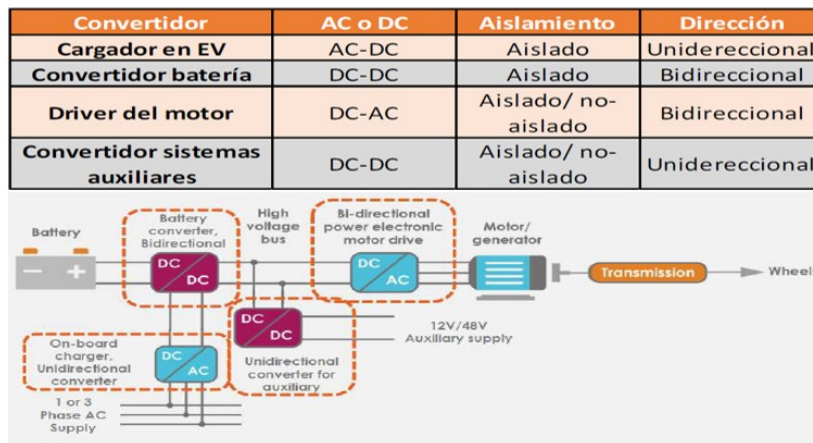 Convertidor AC o DC Aislamiento Dirección
Cargador en EV AC-DC Aislado Unidereccional
Convertidor batería DC-DC Aislado Bidireccional
Driver del motor DC-AC Aislado/ no-
aislado Bidireccional
Convertidor sistemas
auxiliares DC-DC Aislado/ no-
aislado Unidereccional
Battery
Battery
converter,
Bidirectional
High
voltage
bus
Bi-directional
power electronic
motor drive
Motor/
generator
DC
DC
DC
AC
Transmission
Wheels
DC
DC
12V/48V
Auxiliary supply
On-board
charger,
Unidirectional
converter
DC
AC
Unidirectional
converter for
auxiliary
1 or 3
Phase AC
Supply